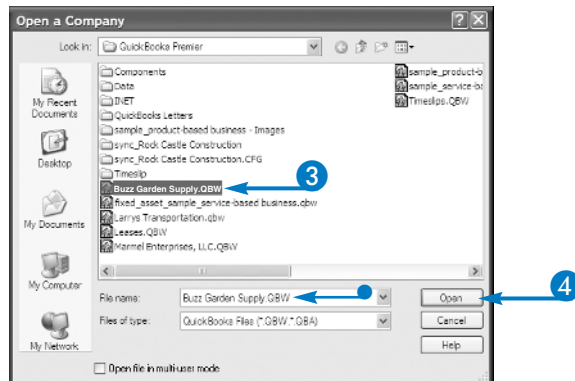 Open a Company
Look in:
QuickBooks Premier
My Recent Documents
Desktop
My Documents
My Computer
My Network
Components
Data
INET
QuickBooks Letters
sample_product-based business - Images
sync_Rock Castle Construction
sync_Rock Castle Construction.CFG
Timeslip
Buzz Garden Supply.QBW
fixed_asset_sample_service-based business.qbw
Larrys Transportation.qbw
Leases.QBW
Marmel Enterprises, LLC.QBW
sample_product-b
sample_service-ba
Timeslips.QBW
3
File name:
Buzz Garden Supply.QBW
Open
4
Files of type:
QuickBooks Files (*.QBW,*.QBA)
Cancel
Help
Open file in multi-user mode